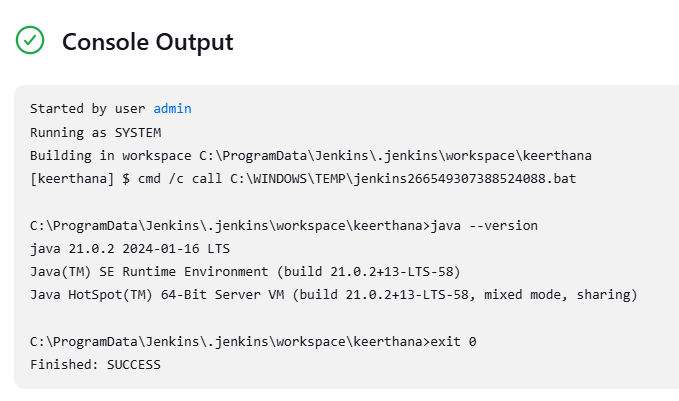 Console Output
Started by user admin
Running as SYSTEM
Building in workspace C:\ProgramData\Jenkins\.jenkins\workspace\keerthana
[keerthana] $ cmd /c call C:\WINDOWS\TEMP\jenkins266549307388524088.bat
C:\ProgramData\Jenkins\.jenkins\workspace\keerthana>java --version
java 21.0.2 2024-01-16 LTS
Java(TM) SE Runtime Environment (build 21.0.2+13-LTS-58)
Java HotSpot(TM) 64-Bit Server VM (build 21.0.2+13-LTS-58, mixed mode, sharing)
C:\ProgramData\Jenkins\.jenkins\workspace\keerthana>exit 0
Finished: SUCCESS